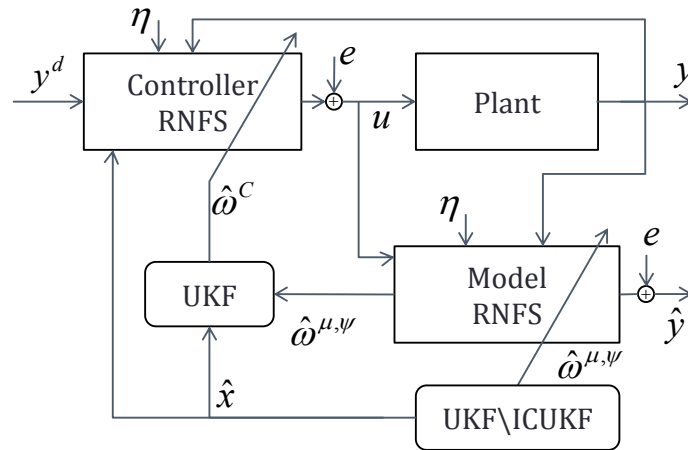 η
e
y^d
Controller
RNFS
+
u
Plant
y
ω̂^C
η
e
UKF
ω̂^{μ,ψ}
Model
RNFS
+
ŷ
ω̂^{μ,ψ}
x̂
UKF\ICUKF